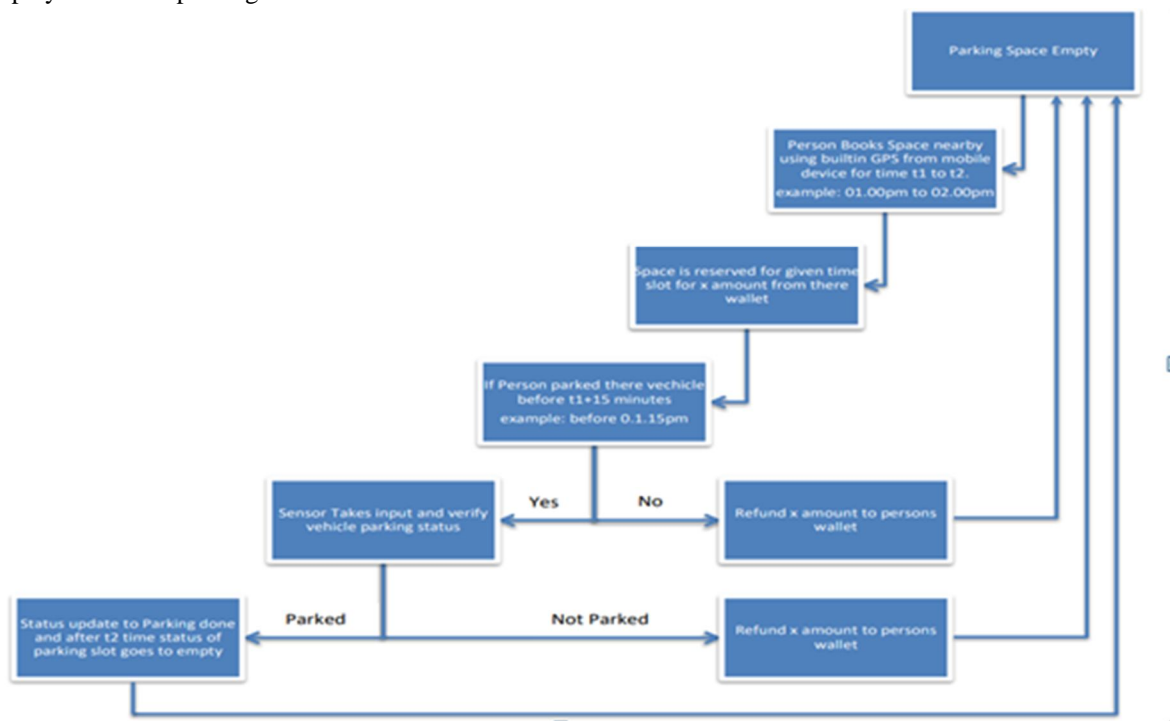 Parking Space Empty
Person Books Space nearby
using builtin GPS from mobile
device for time t1 to t2.
example: 01.00pm to 02.00pm
Space is reserved for given time
slot for x amount from there
wallet
If Person parked there vechicle
before t1+15 minutes
example: before 0.1.15pm
Yes
No
Sensor Takes input and verify
vehicle parking status
Refund x amount to persons
wallet
Parked
Not Parked
Status update to Parking done
and after t2 time status of
parking slot goes to empty
Refund x amount to persons
wallet